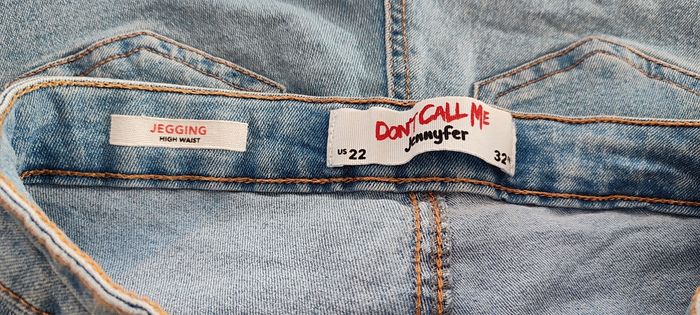 JEGGING
HIGH WAIST
DON'T CALL ME
Jennyfer
US 22
32